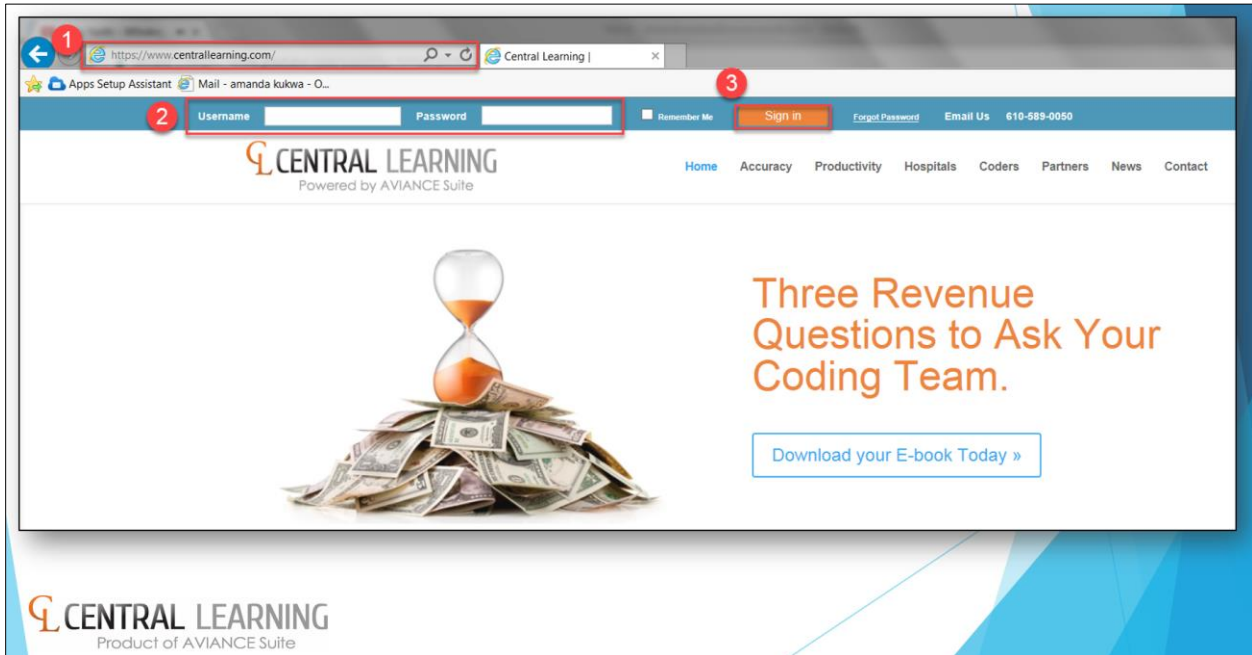 1
https://www.centrallearning.com/
Central Learning |
Apps Setup Assistant
Mail - amanda kukwa - O...
2
Username
Password
Remember Me
3
Sign in
Forgot Password
Email Us
610-589-0050
CL CENTRAL LEARNING
Powered by AVIANCE Suite
Home
Accuracy
Productivity
Hospitals
Coders
Partners
News
Contact
Three Revenue
Questions to Ask Your
Coding Team.
Download your E-book Today »
CL CENTRAL LEARNING
Product of AVIANCE Suite